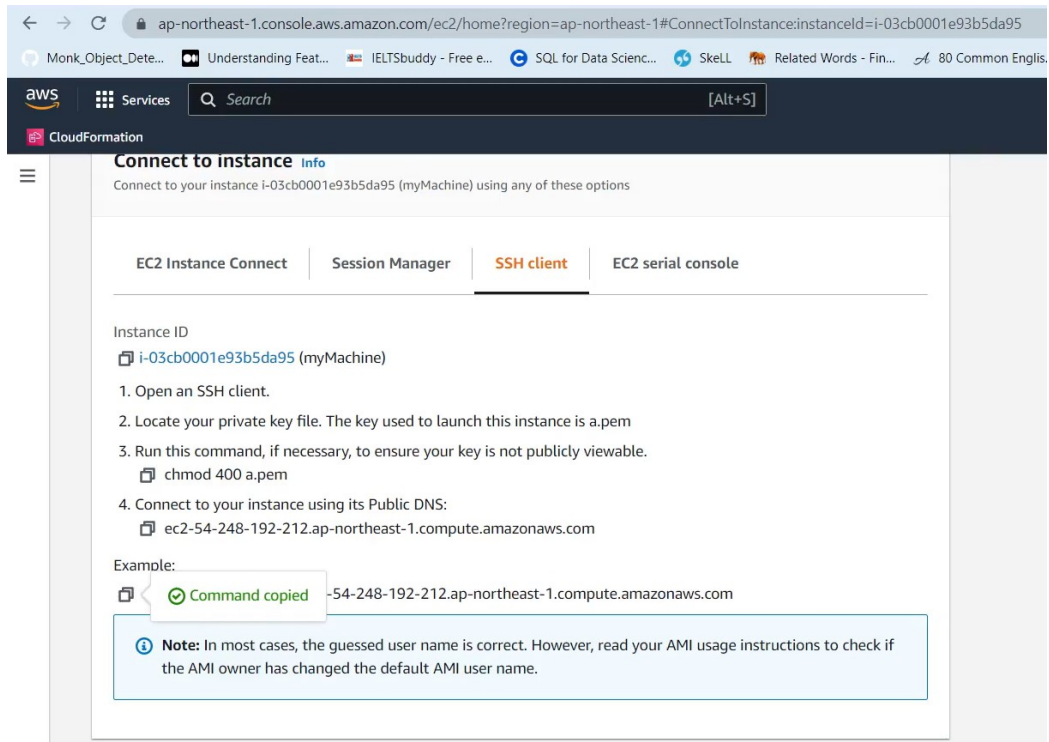 ap-northeast-1.console.aws.amazon.com/ec2/home?region=ap-northeast-1#ConnectToInstance:instanceId=i-03cb0001e93b5da95
Monk_Object_Dete... Understanding Feat... IELTSbuddy - Free e... SQL for Data Scienc... SkeLL Related Words - Fin... 80 Common Englis.
aws Services Search [Alt+S]
CloudFormation
Connect to instance Info
Connect to your instance i-03cb0001e93b5da95 (myMachine) using any of these options
EC2 Instance Connect Session Manager SSH client EC2 serial console
Instance ID
i-03cb0001e93b5da95 (myMachine)
1. Open an SSH client.
2. Locate your private key file. The key used to launch this instance is a.pem
3. Run this command, if necessary, to ensure your key is not publicly viewable.
chmod 400 a.pem
4. Connect to your instance using its Public DNS:
ec2-54-248-192-212.ap-northeast-1.compute.amazonaws.com
Example:
Command copied -54-248-192-212.ap-northeast-1.compute.amazonaws.com
Note: In most cases, the guessed user name is correct. However, read your AMI usage instructions to check if
the AMI owner has changed the default AMI user name.